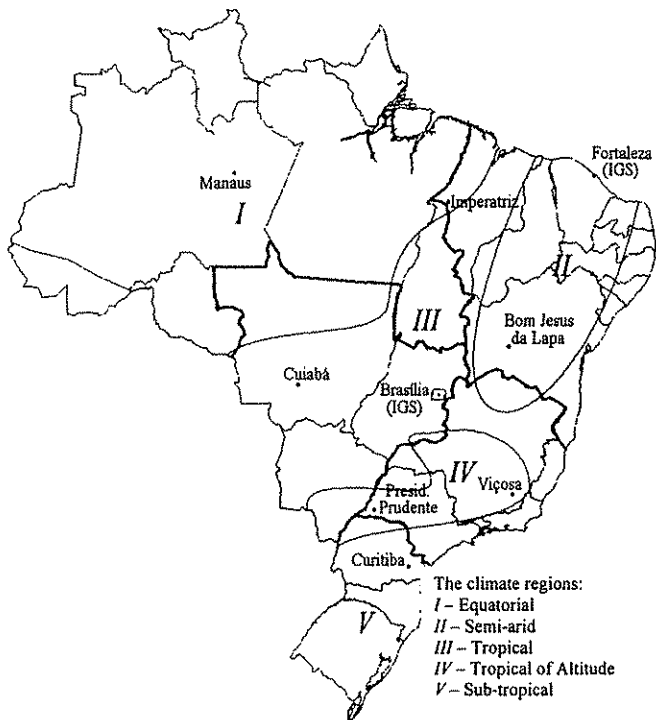 Fortaleza
(IGS)
Manáus
I
Imperatriz
II
III
Bom Jesus
da Lapa
Cuiabá
Brasília
(IGS)
IV
Presid.
Prudente
Viçosa
Curitiba
The climate regions:
I – Equatorial
II – Semi-arid
III – Tropical
IV – Tropical of Altitude
V – Sub-tropical
V